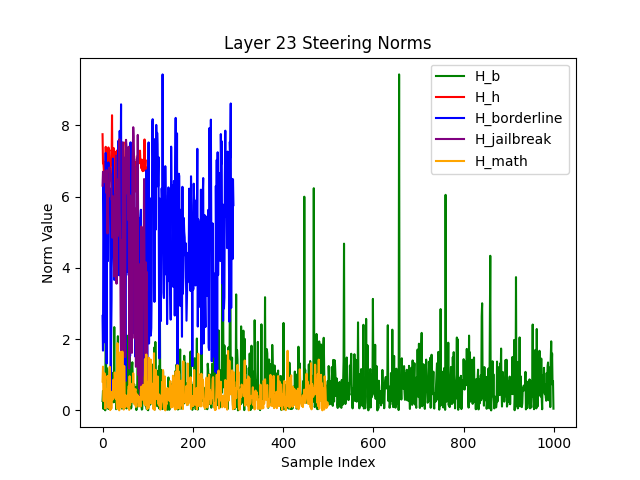 Layer 23 Steering Norms
Norm Value
8
6
4
2
0
0
200
400
600
800
1000
Sample Index
H_b
H_h
H_borderline
H_jailbreak
H_math